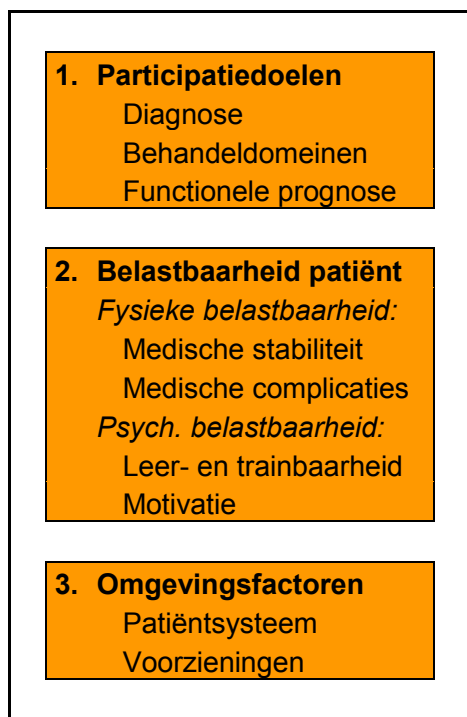 1. Participatiedoelen
Diagnose
Behandeldomeinen
Functionele prognose
2. Belastbaarheid patiënt
Fysieke belastbaarheid:
Medische stabiliteit
Medische complicaties
Psych. belastbaarheid:
Leer- en trainbaarheid
Motivatie
3. Omgevingsfactoren
Patiëntsysteem
Voorzieningen